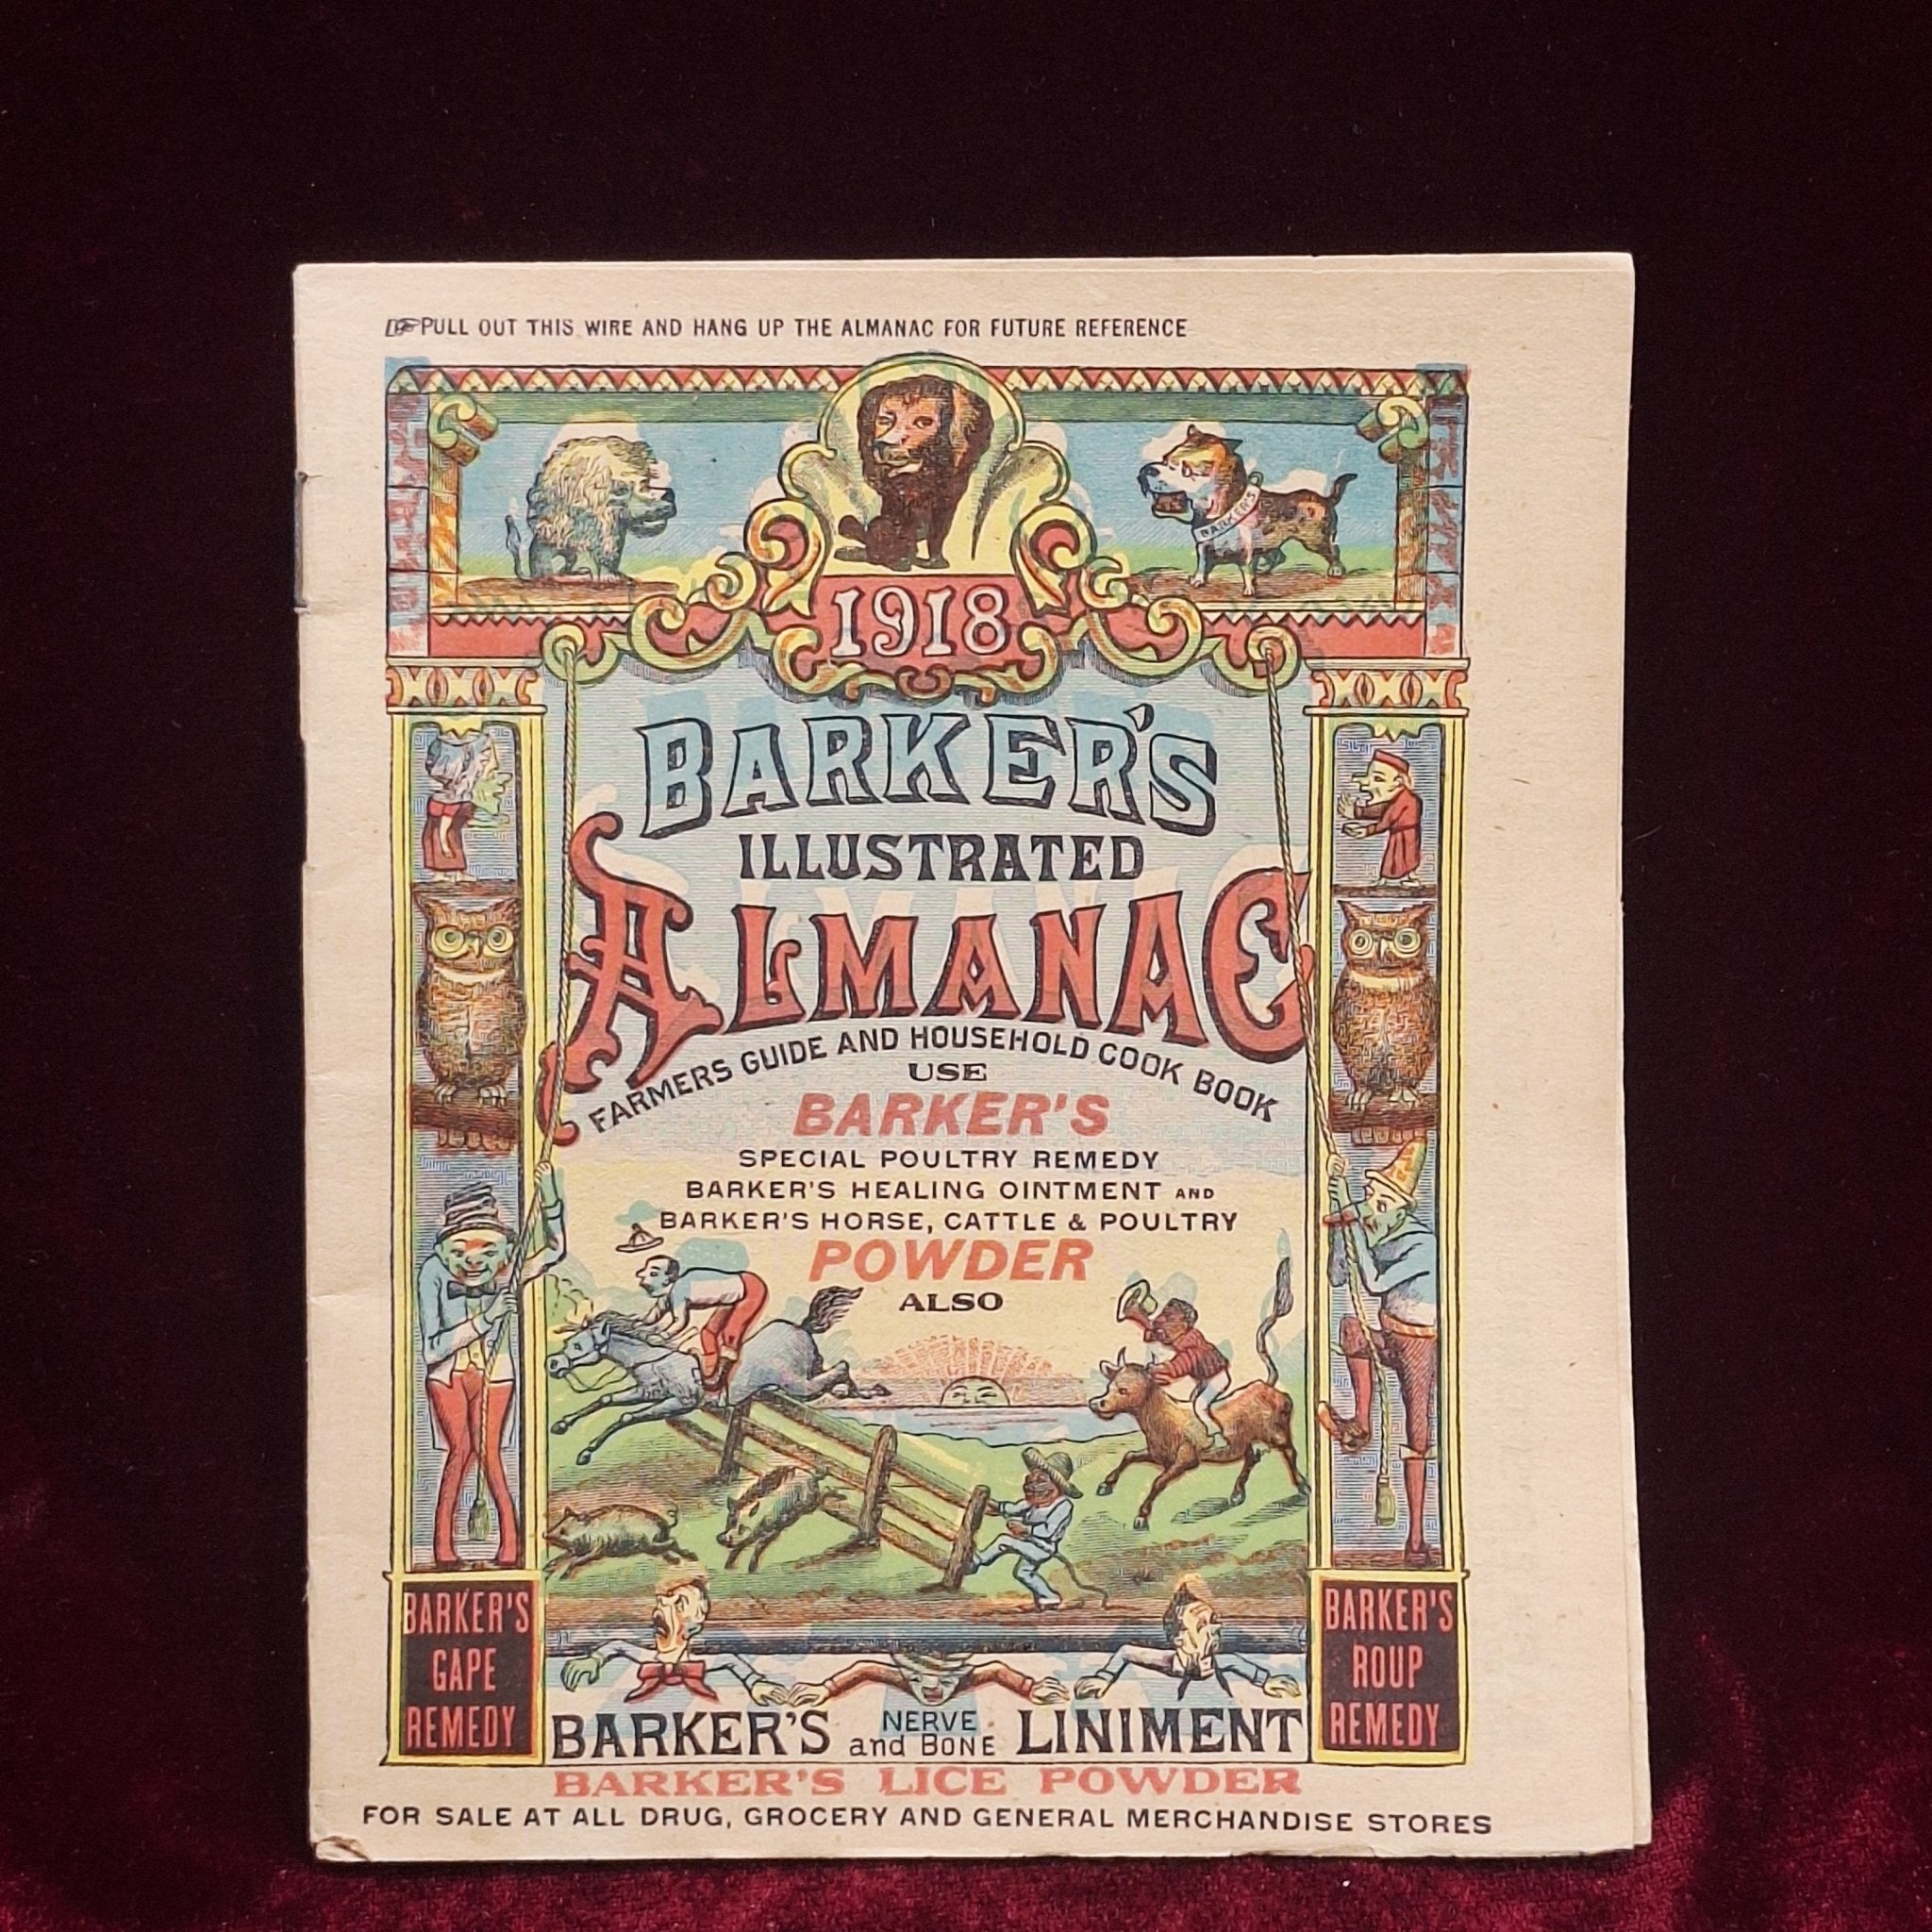 ☞PULL OUT THIS WIRE AND HANG UP THE ALMANAC FOR FUTURE REFERENCE
BARKER'S
1918
BARKER'S
ILLUSTRATED
ALMANAC
FARMERS GUIDE AND HOUSEHOLD COOK BOOK
USE
BARKER'S
SPECIAL POULTRY REMEDY
BARKER'S HEALING OINTMENT AND
BARKER'S HORSE, CATTLE & POULTRY
POWDER
ALSO
BARKER'S
GAPE
REMEDY
BARKER'S
ROUP
REMEDY
BARKER'S NERVE and BONE LINIMENT
BARKER'S LICE POWDER
FOR SALE AT ALL DRUG, GROCERY AND GENERAL MERCHANDISE STORES